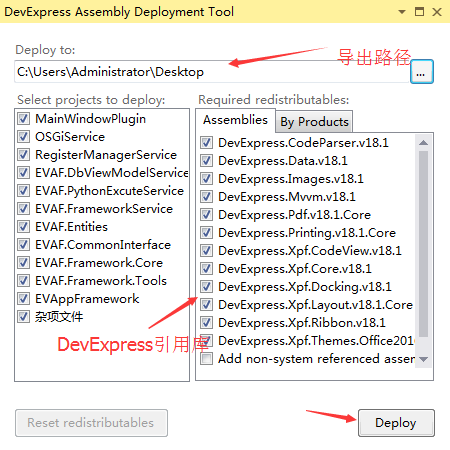 DevExpress Assembly Deployment Tool
Deploy to:
导出路径
C:\Users\Administrator\Desktop
...
Select projects to deploy:
MainWindowPlugin
OSGiService
RegisterManagerService
EVAF.DbViewModelService
EVAF.PythonExcuteService
EVAF.FrameworkService
EVAF.Entities
EVAF.CommonInterface
EVAF.Framework.Core
EVAF.Framework.Tools
EVAppFramework
杂项文件
Required redistributables:
Assemblies
By Products
DevExpress.CodeParser.v18.1
DevExpress.Data.v18.1
DevExpress.Images.v18.1
DevExpress.Mvvm.v18.1
DevExpress.Pdf.v18.1.Core
DevExpress.Printing.v18.1.Core
DevExpress.Xpf.CodeView.v18.1
DevExpress.Xpf.Core.v18.1
DevExpress.Xpf.Docking.v18.1
DevExpress.Xpf.Layout.v18.1.Core
DevExpress.Xpf.Ribbon.v18.1
DevExpress.Xpf.Themes.Office2016
Add non-system referenced assem
DevExpress引用库
Reset redistributables
Deploy